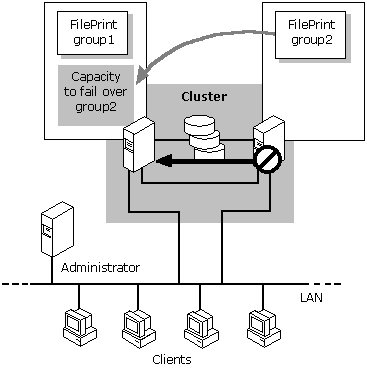 FilePrint
group1
FilePrint
group2
Capacity
to fail over
group2
Cluster
Administrator
LAN
Clients